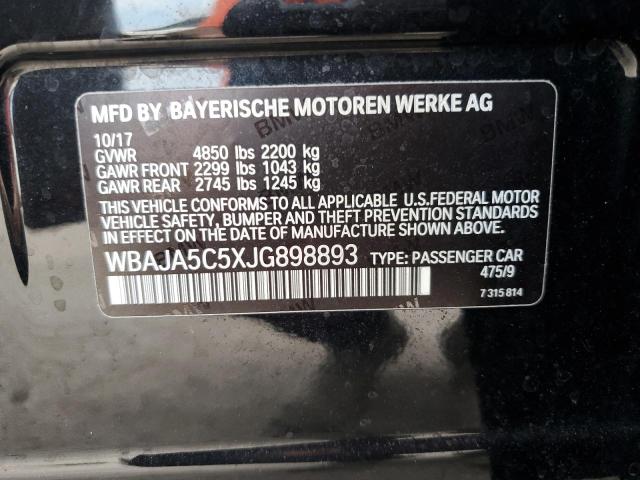 MFD BY BAYERISCHE MOTOREN WERKE AG
10/17
GVWR 4850 lbs 2200 kg
GAWR FRONT 2299 lbs 1043 kg
GAWR REAR 2745 lbs 1245 kg
THIS VEHICLE CONFORMS TO ALL APPLICABLE U.S.FEDERAL MOTOR
VEHICLE SAFETY, BUMPER AND THEFT PREVENTION STANDARDS
IN EFFECT ON THE DATE OF MANUFACTURE SHOWN ABOVE.
WBAJA5C5XJG898893 TYPE: PASSENGER CAR
475/9
7 315 814